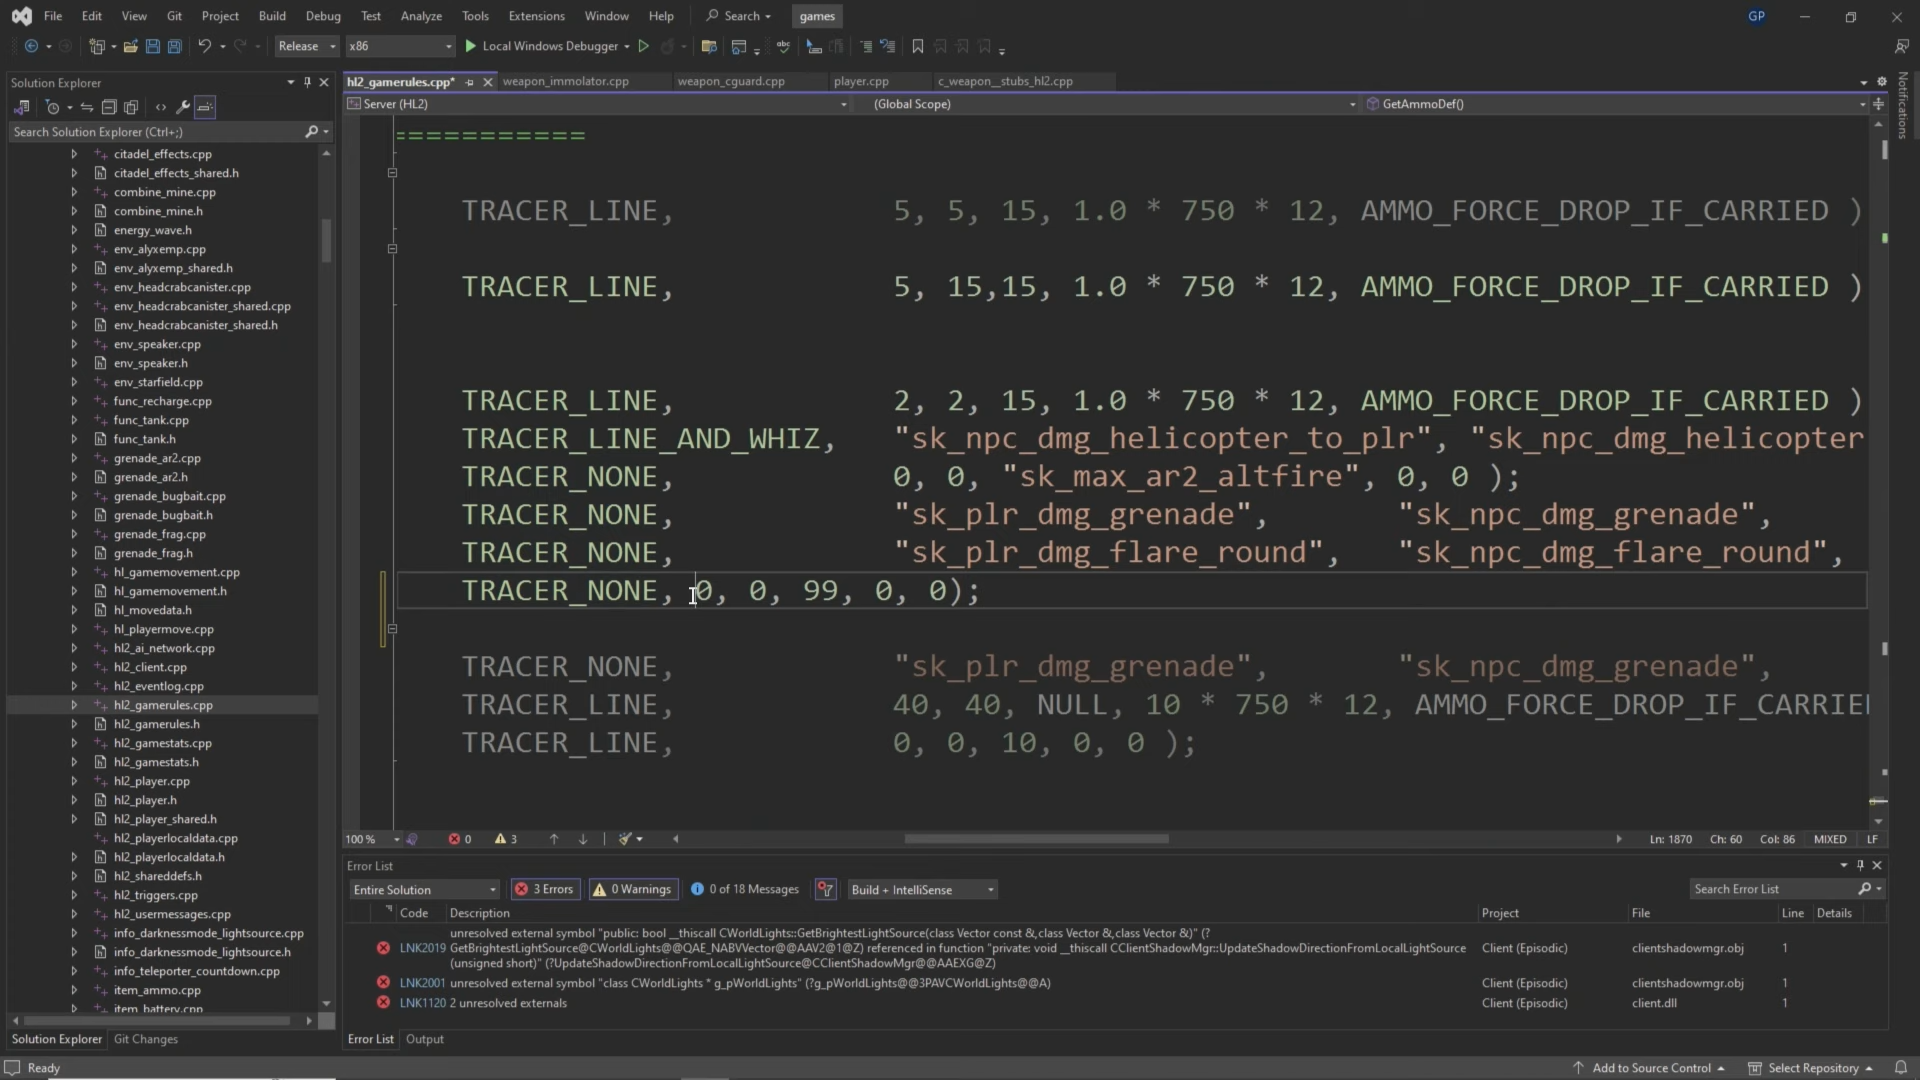 File Edit View Git Project Build Debug Test Analyze Tools Extensions Window Help Search games GP
Release x86 Local Windows Debugger
Solution Explorer
Search Solution Explorer (Ctrl+;)
citadel_effects.cpp
citadel_effects_shared.h
combine_mine.cpp
combine_mine.h
energy_wave.h
env_alyxemp.cpp
env_alyxemp_shared.h
env_headcrabcanister.cpp
env_headcrabcanister_shared.cpp
env_headcrabcanister_shared.h
env_speaker.cpp
env_speaker.h
env_starfield.cpp
func_recharge.cpp
func_tank.cpp
func_tank.h
grenade_ar2.cpp
grenade_ar2.h
grenade_bugbait.cpp
grenade_bugbait.h
grenade_frag.cpp
grenade_frag.h
hl_gamemovement.cpp
hl_gamemovement.h
hl_movedata.h
hl_playermove.cpp
hl2_ai_network.cpp
hl2_client.cpp
hl2_eventlog.cpp
hl2_gamerules.cpp
hl2_gamerules.h
hl2_gamestats.cpp
hl2_gamestats.h
hl2_player.cpp
hl2_player.h
hl2_player_shared.h
hl2_playerlocaldata.cpp
hl2_playerlocaldata.h
hl2_shareddefs.h
hl2_triggers.cpp
hl2_usermessages.cpp
info_darknessmode_lightsource.cpp
info_darknessmode_lightsource.h
info_teleporter_countdown.cpp
item_ammo.cpp
item_battery.cpp
Solution Explorer Git Changes
hl2_gamerules.cpp* weapon_immolator.cpp weapon_cguard.cpp player.cpp c_weapon__stubs_hl2.cpp
Server (HL2) (Global Scope) GetAmmoDef()
===========
TRACER_LINE, 5, 5, 15, 1.0 * 750 * 12, AMMO_FORCE_DROP_IF_CARRIED )
TRACER_LINE, 5, 15,15, 1.0 * 750 * 12, AMMO_FORCE_DROP_IF_CARRIED )
TRACER_LINE, 2, 2, 15, 1.0 * 750 * 12, AMMO_FORCE_DROP_IF_CARRIED )
TRACER_LINE_AND_WHIZ, "sk_npc_dmg_helicopter_to_plr", "sk_npc_dmg_helicopter
TRACER_NONE, 0, 0, "sk_max_ar2_altfire", 0, 0 );
TRACER_NONE, "sk_plr_dmg_grenade", "sk_npc_dmg_grenade",
TRACER_NONE, "sk_plr_dmg_flare_round", "sk_npc_dmg_flare_round",
TRACER_NONE, 0, 0, 99, 0, 0);
TRACER_NONE, "sk_plr_dmg_grenade", "sk_npc_dmg_grenade",
TRACER_LINE, 40, 40, NULL, 10 * 750 * 12, AMMO_FORCE_DROP_IF_CARRIE
TRACER_LINE, 0, 0, 10, 0, 0 );
100 % 0 3 Ln: 1870 Ch: 60 Col: 86 MIXED LF
Error List
Entire Solution 3 Errors 0 Warnings 0 of 18 Messages Build + IntelliSense Search Error List
Code Description Project File Line Details
unresolved external symbol "public: bool __thiscall CWorldLights::GetBrightestLightSource(class Vector const &,class Vector &,class Vector &)" (?
LNK2019 GetBrightestLightSource@CWorldLights@@QAE_NABVVector@@AAV2@1@Z) referenced in function "private: void __thiscall CClientShadowMgr::UpdateShadowDirectionFromLocalLightSource Client (Episodic) clientshadowmgr.obj 1
(unsigned short)" (?UpdateShadowDirectionFromLocalLightSource@CClientShadowMgr@@AAEXG@Z)
LNK2001 unresolved external symbol "class CWorldLights * g_pWorldLights" (?g_pWorldLights@@3PAVCWorldLights@@A) Client (Episodic) clientshadowmgr.obj 1
LNK1120 2 unresolved externals Client (Episodic) client.dll 1
Error List Output
Notifications
Ready Add to Source Control Select Repository